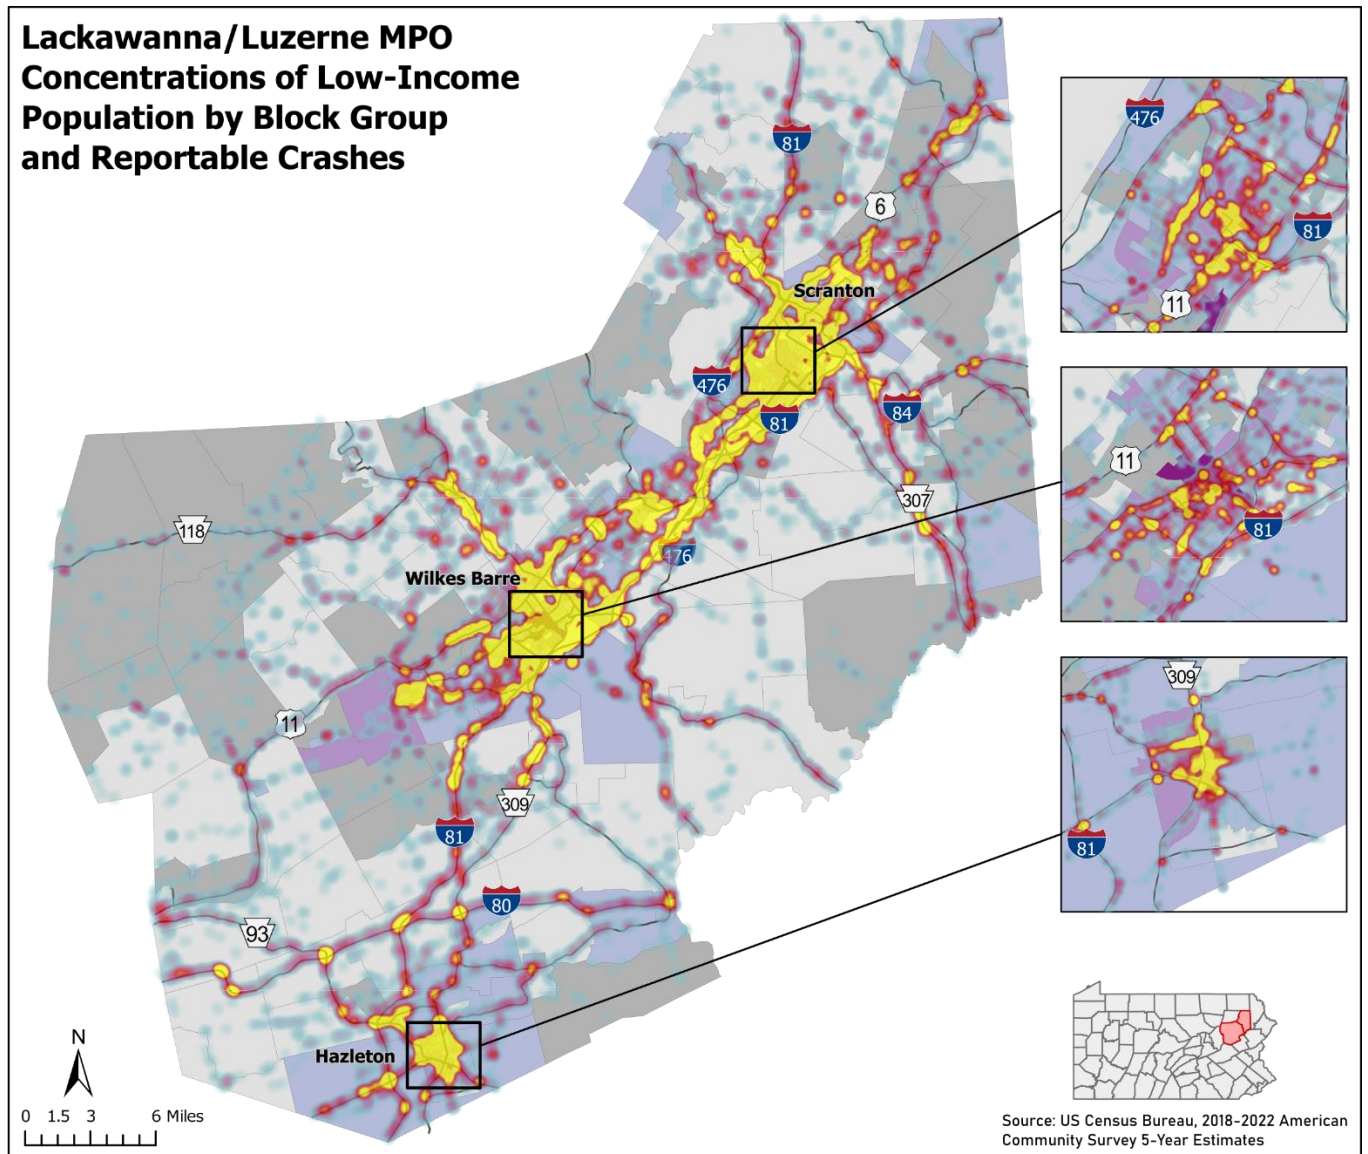 Lackawanna/Luzerne MPO
Concentrations of Low-Income
Population by Block Group
and Reportable Crashes
81
6
Scranton
476
81
84
307
118
476
Wilkes Barre
11
309
81
80
93
Hazleton
476
81
11
11
81
309
81
N
0 1.5 3 6 Miles
Source: US Census Bureau, 2018-2022 American
Community Survey 5-Year Estimates